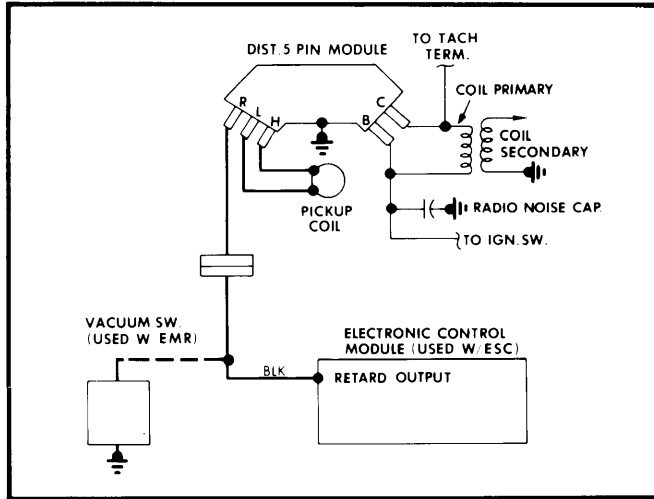 DIST. 5 PIN MODULE
TO TACH
TERM.
COIL PRIMARY
R
L
H
B
C
COIL
SECONDARY
PICKUP
COIL
RADIO NOISE CAP.
TO IGN. SW.
VACUUM SW.
(USED W EMR)
ELECTRONIC CONTROL
MODULE (USED W/ESC)
BLK
RETARD OUTPUT